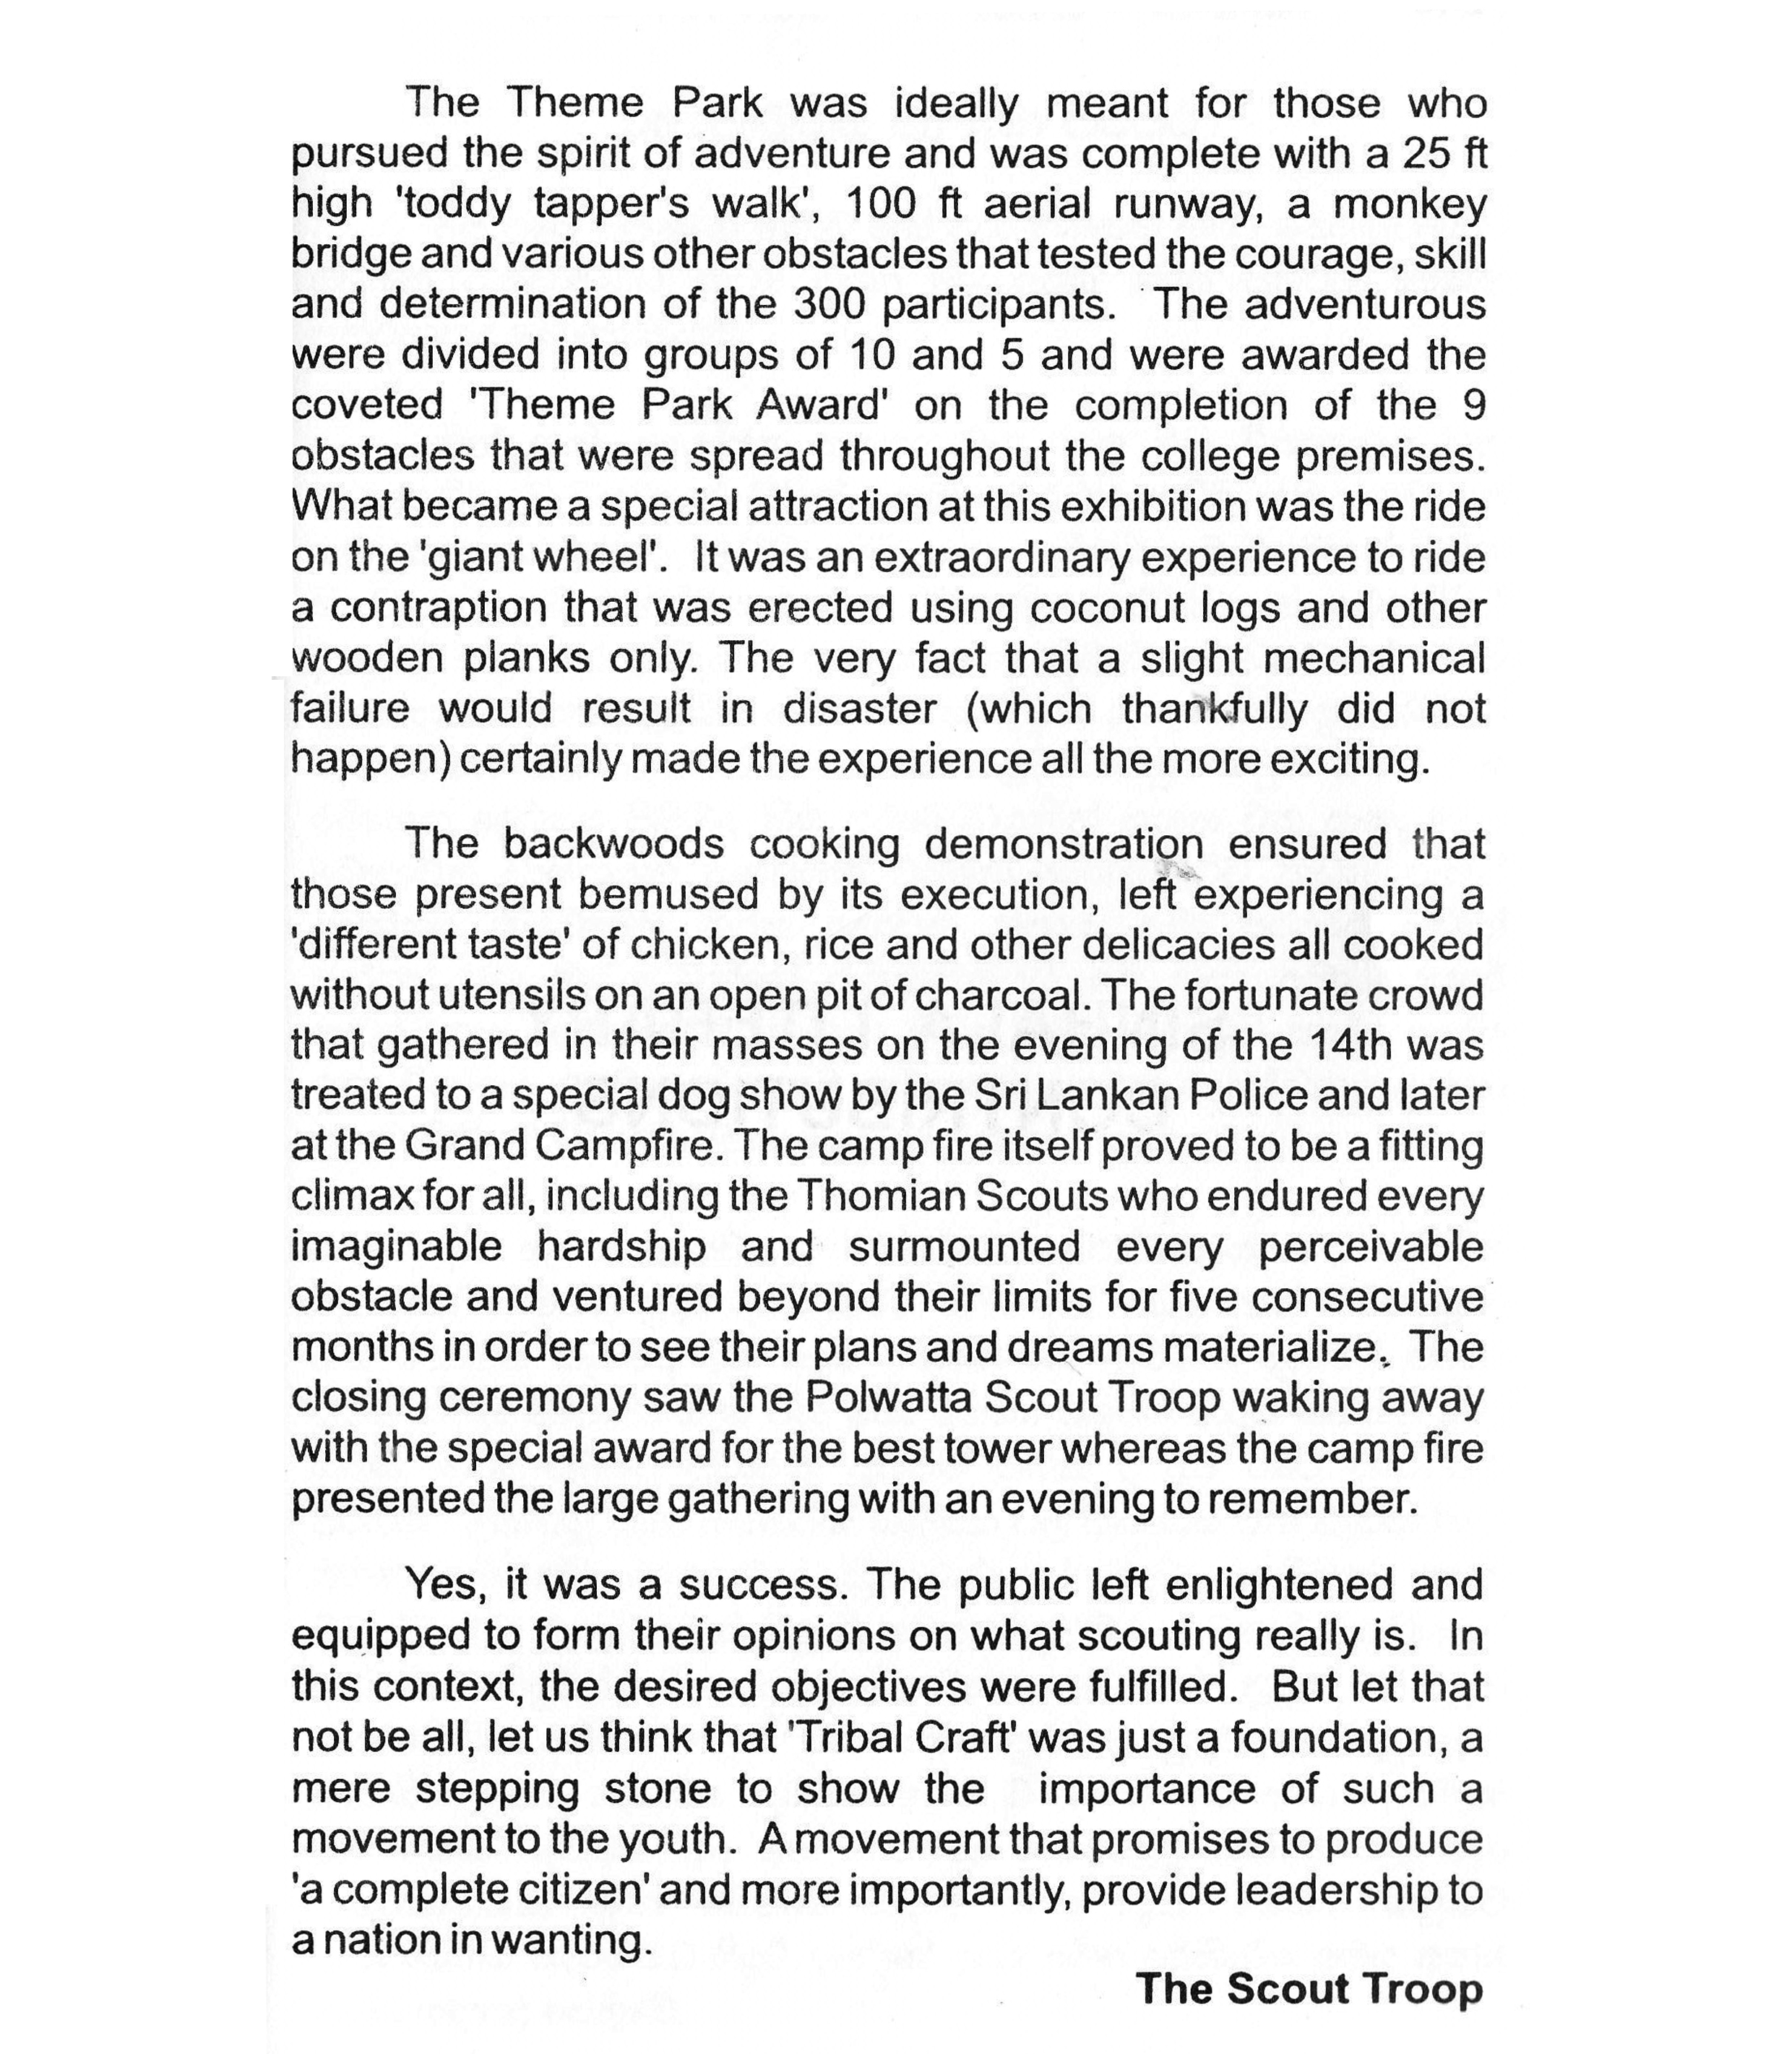 The Theme Park was ideally meant for those who
pursued the spirit of adventure and was complete with a 25 ft
high 'toddy tapper's walk', 100 ft aerial runway, a monkey
bridge and various other obstacles that tested the courage, skill
and determination of the 300 participants. The adventurous
were divided into groups of 10 and 5 and were awarded the
coveted 'Theme Park Award' on the completion of the 9
obstacles that were spread throughout the college premises.
What became a special attraction at this exhibition was the ride
on the 'giant wheel'. It was an extraordinary experience to ride
a contraption that was erected using coconut logs and other
wooden planks only. The very fact that a slight mechanical
failure would result in disaster (which thankfully did not
happen) certainly made the experience all the more exciting.
The backwoods cooking demonstration ensured that
those present bemused by its execution, left experiencing a
'different taste' of chicken, rice and other delicacies all cooked
without utensils on an open pit of charcoal. The fortunate crowd
that gathered in their masses on the evening of the 14th was
treated to a special dog show by the Sri Lankan Police and later
at the Grand Campfire. The camp fire itself proved to be a fitting
climax for all, including the Thomian Scouts who endured every
imaginable hardship and surmounted every perceivable
obstacle and ventured beyond their limits for five consecutive
months in order to see their plans and dreams materialize. The
closing ceremony saw the Polwatta Scout Troop waking away
with the special award for the best tower whereas the camp fire
presented the large gathering with an evening to remember.
Yes, it was a success. The public left enlightened and
equipped to form their opinions on what scouting really is. In
this context, the desired objectives were fulfilled. But let that
not be all, let us think that 'Tribal Craft' was just a foundation, a
mere stepping stone to show the importance of such a
movement to the youth. A movement that promises to produce
'a complete citizen' and more importantly, provide leadership to
a nation in wanting.
The Scout Troop